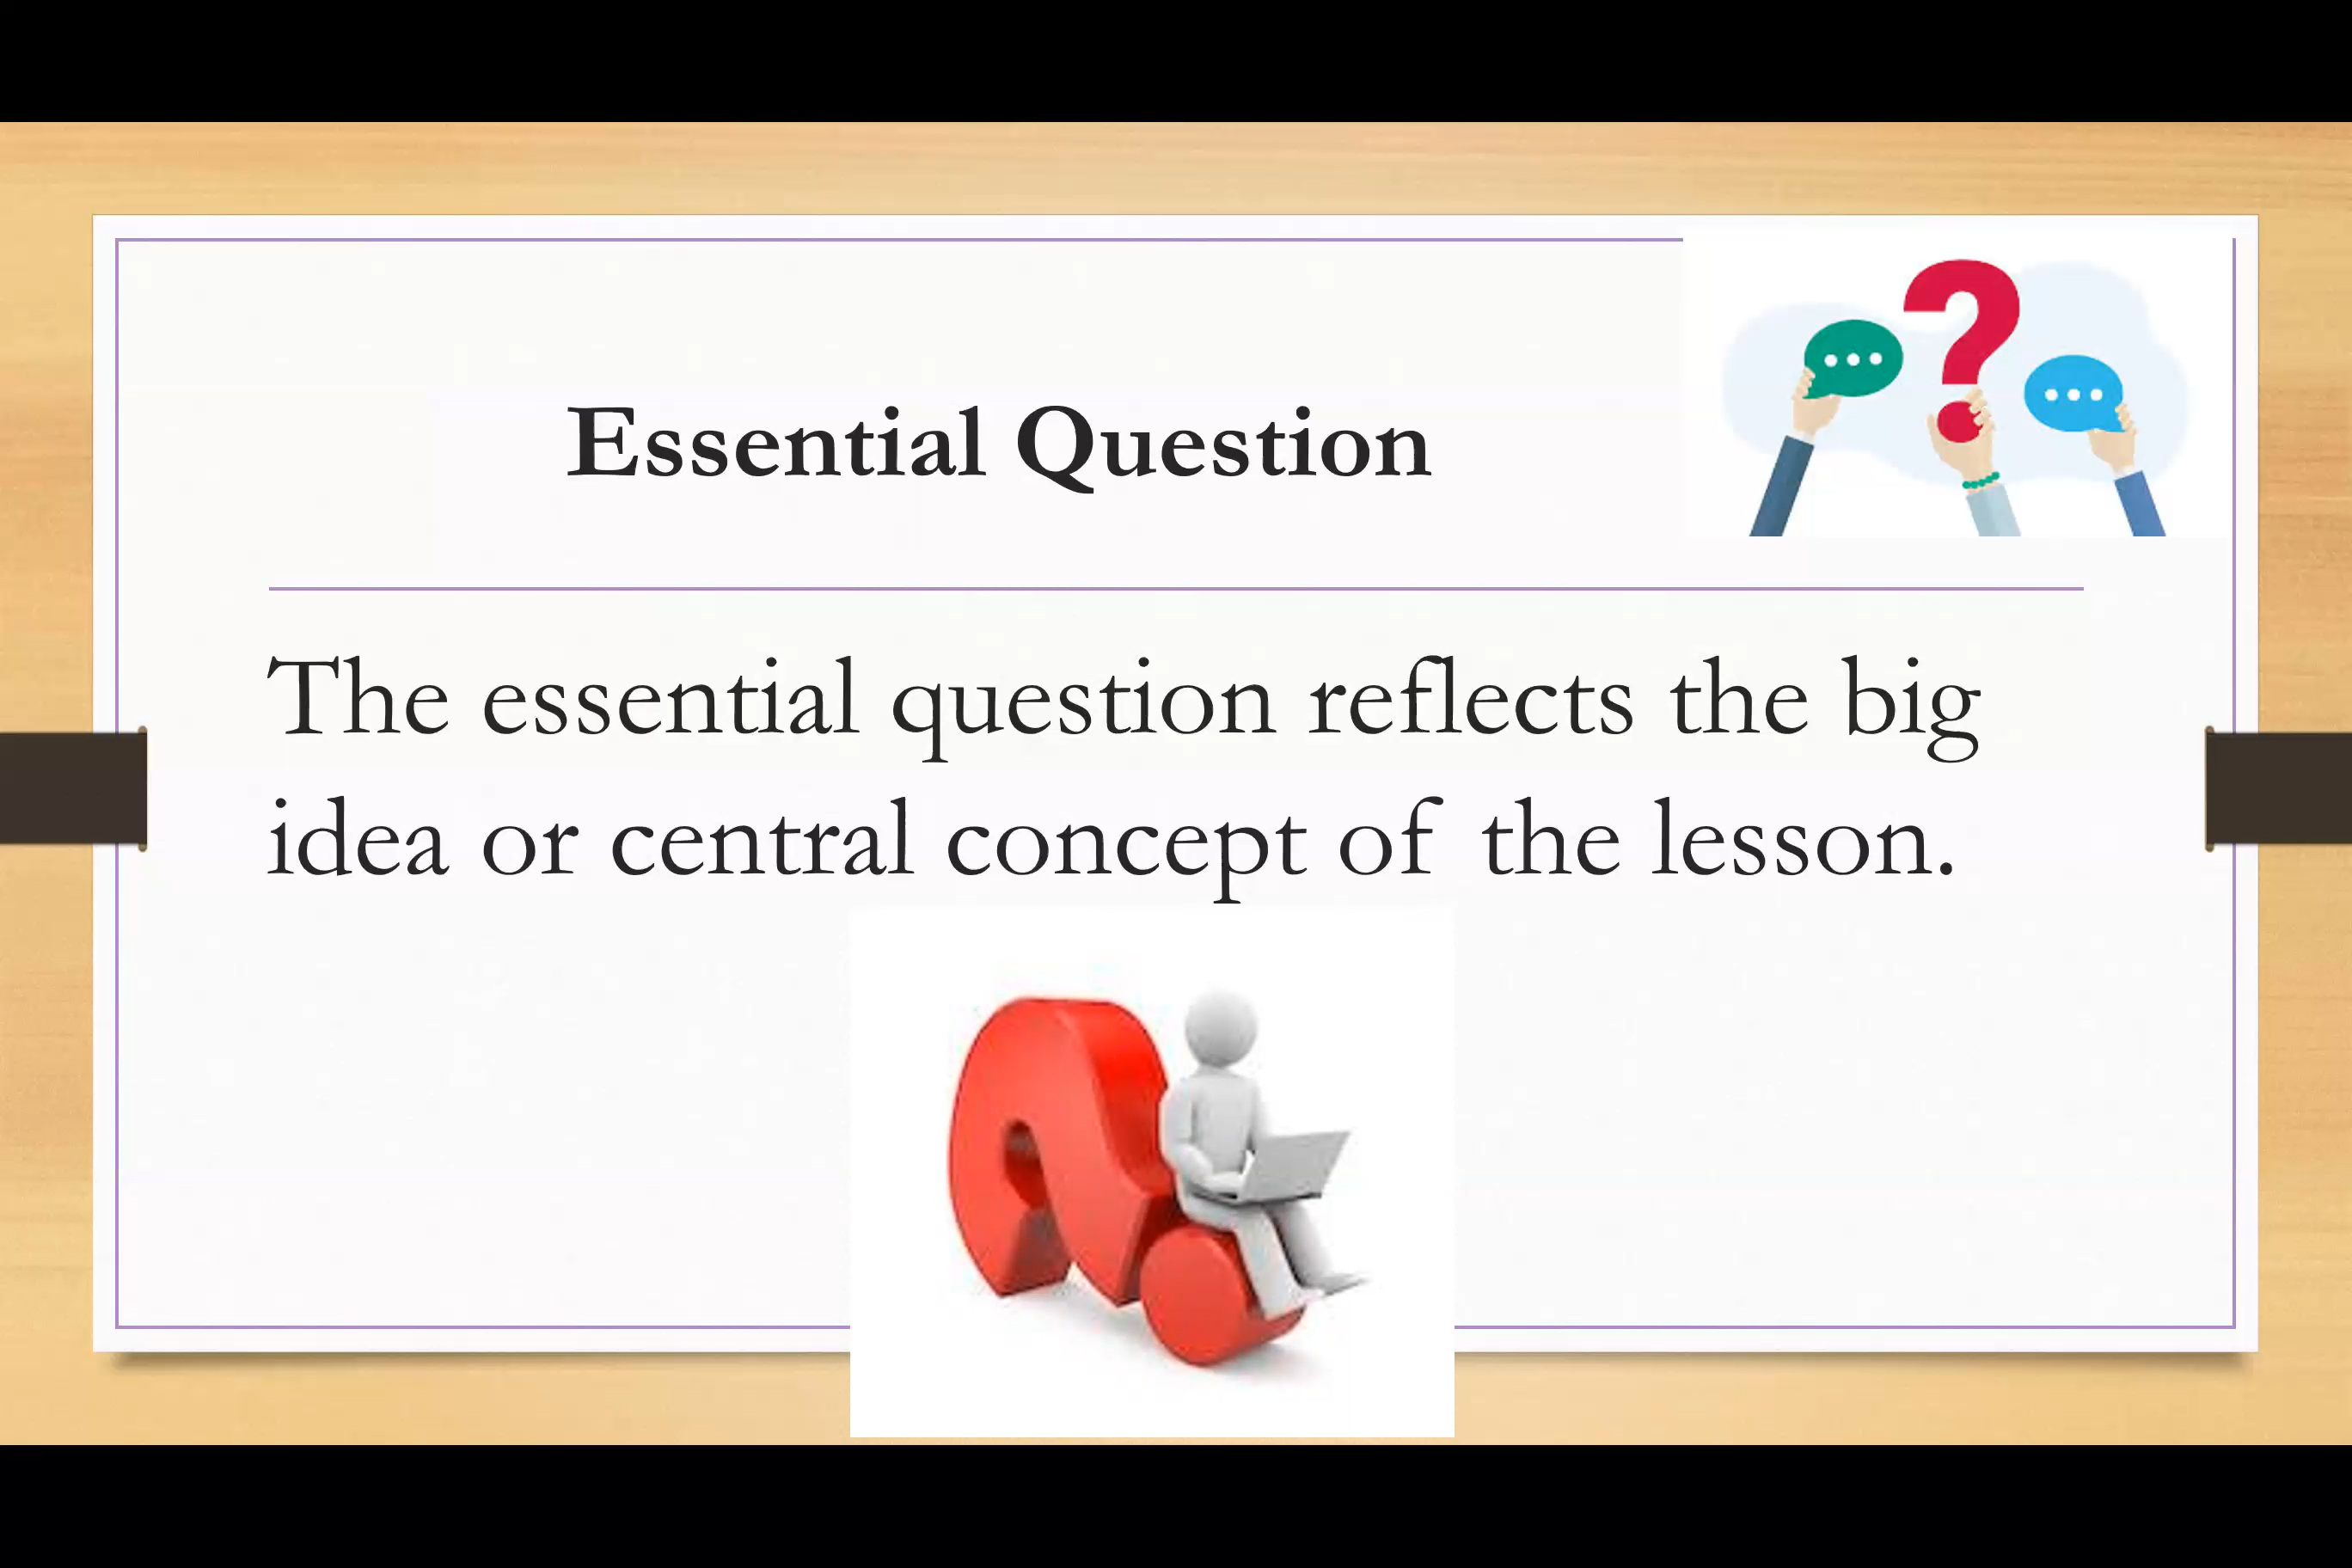 Essential Question
The essential question reflects the big
idea or central concept of the lesson.